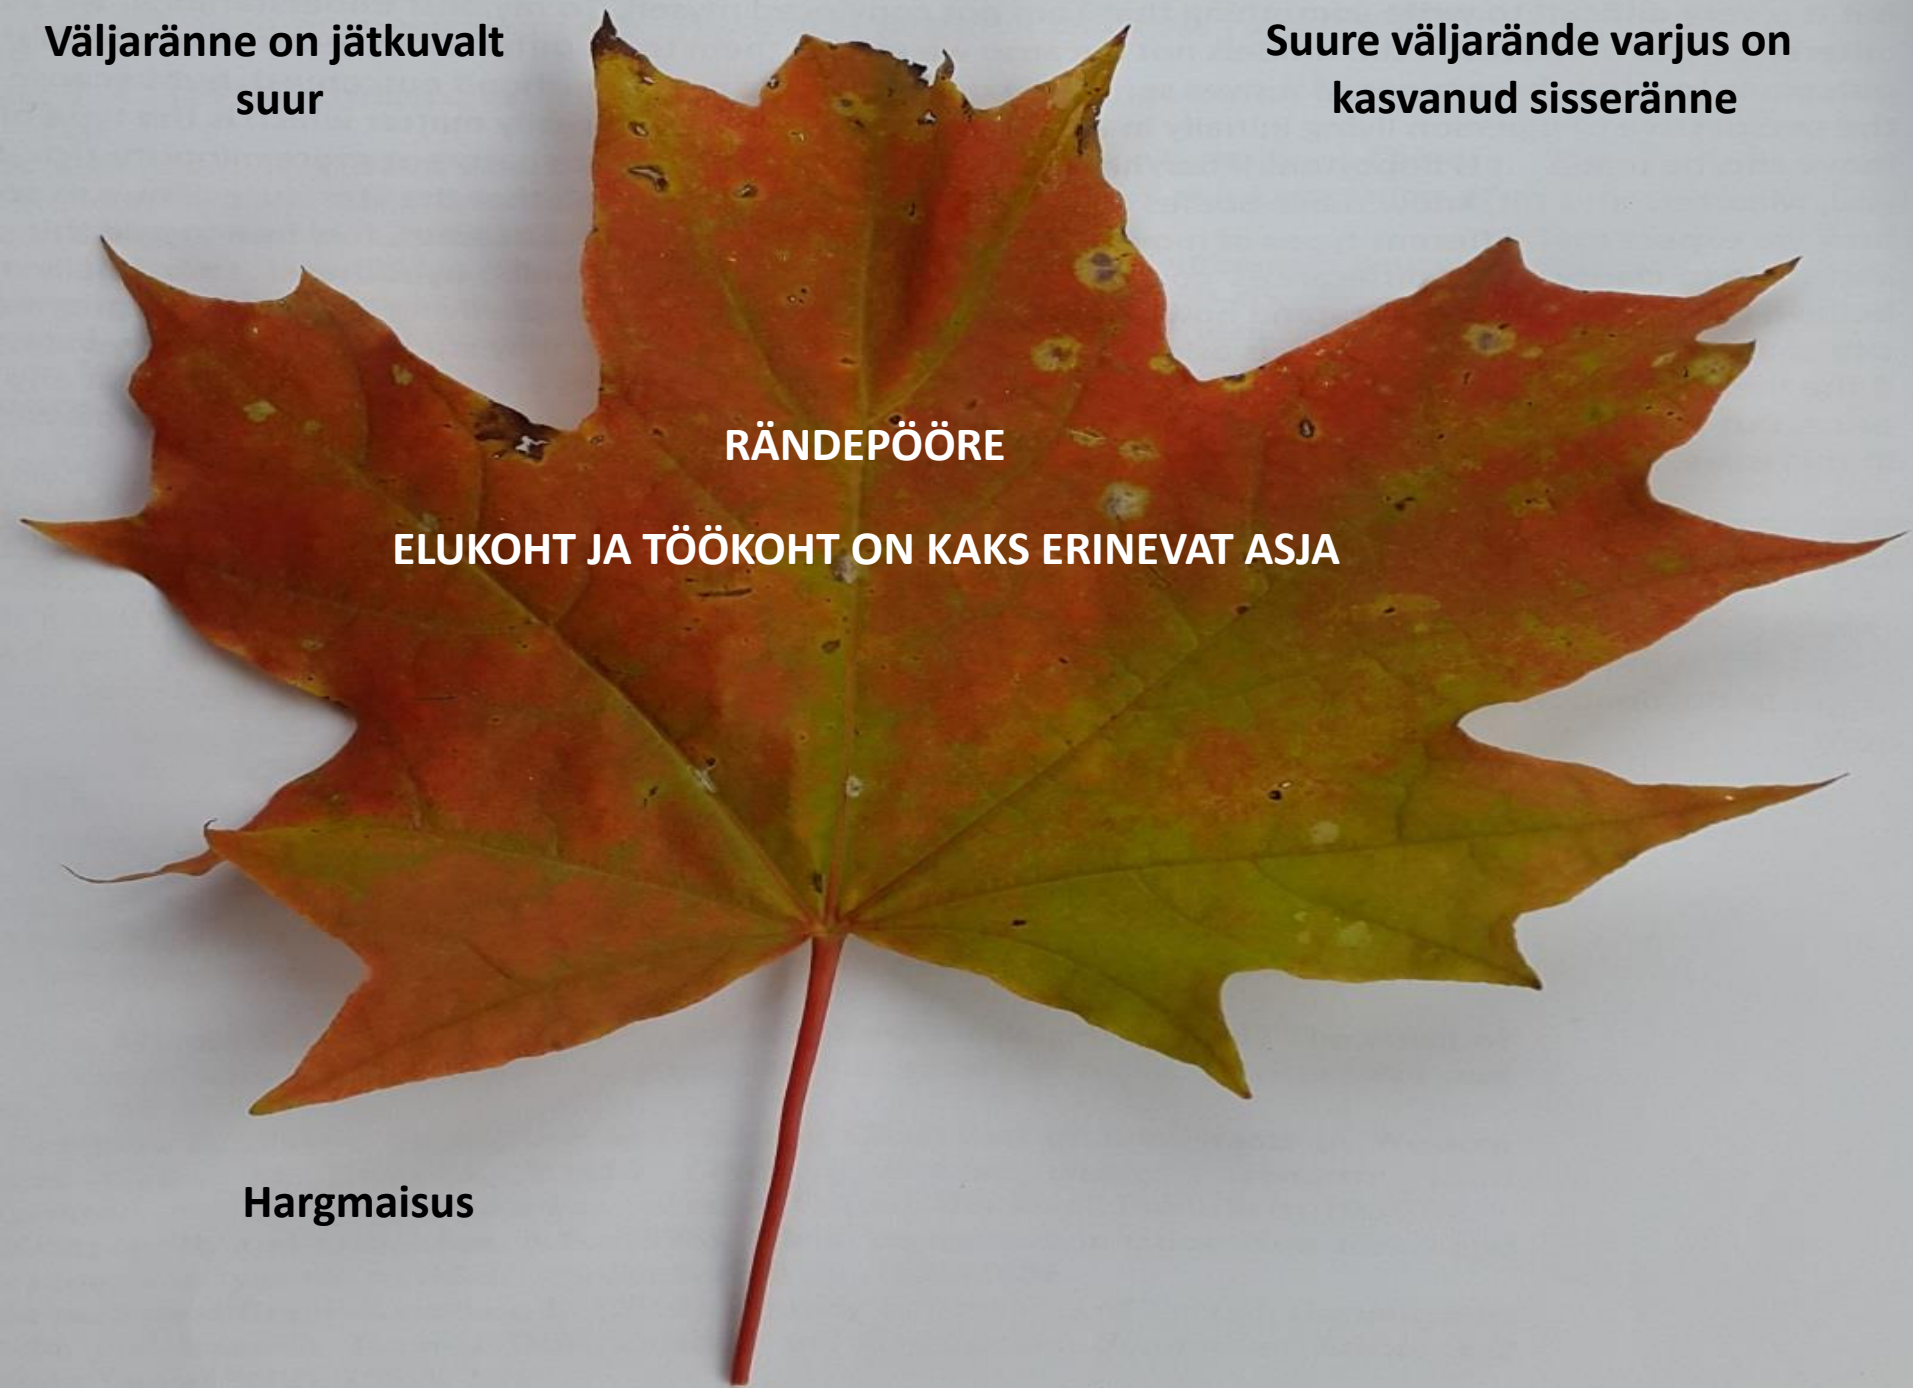 Väljaränne on jätkuvalt
suur
Suure väljarände varjus on
kasvanud sisseränne
RÄNDEPÖÖRE
ELUKOHT JA TÖÖKOHT ON KAKS ERINEVAT ASJA
Hargmaisus